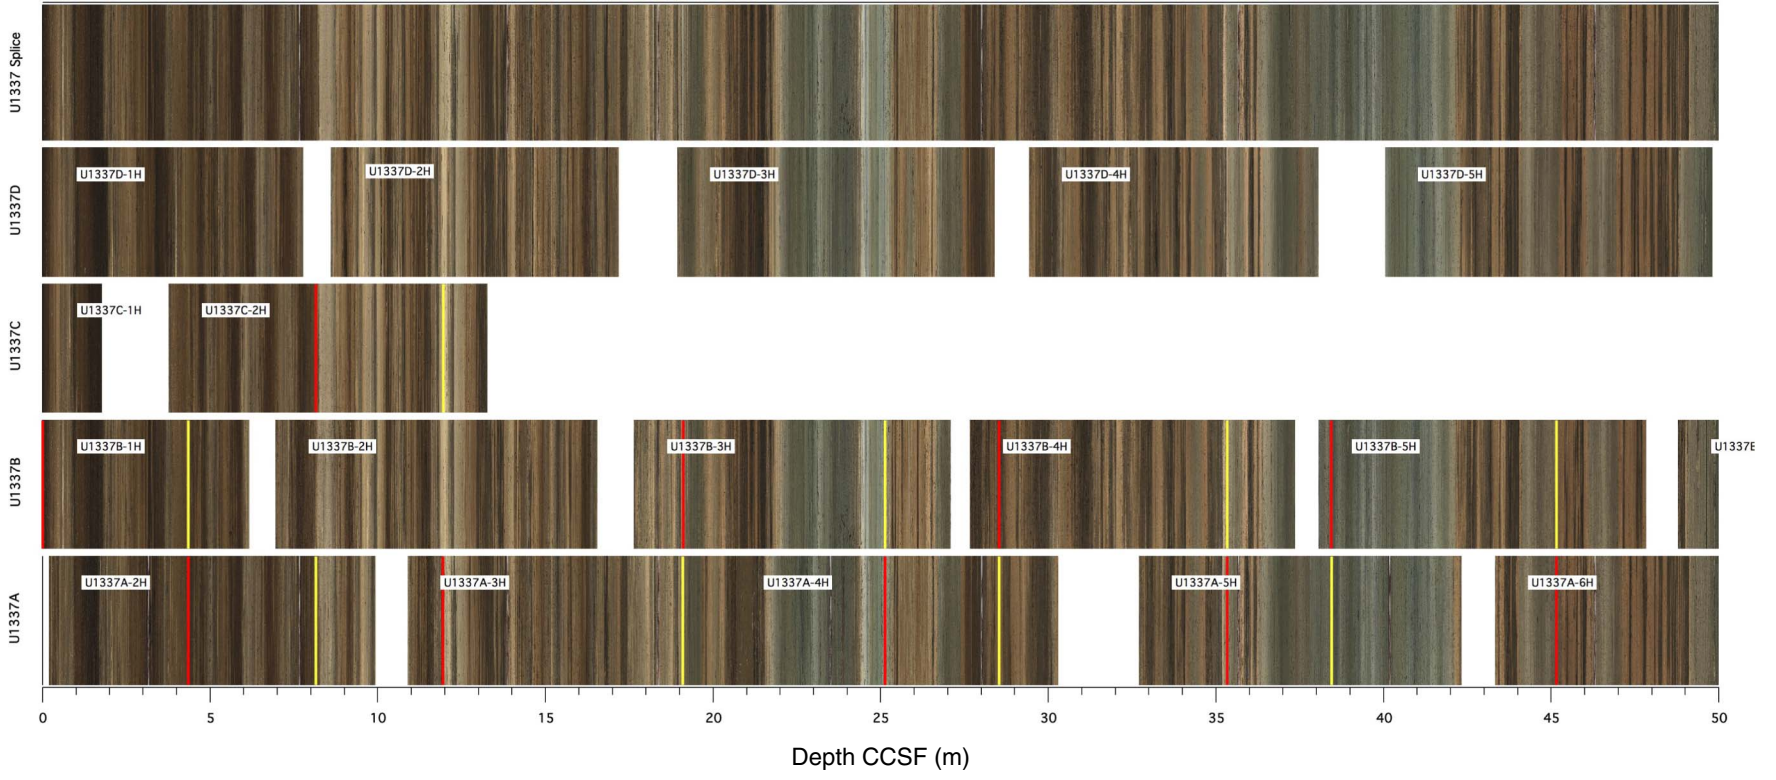 U1337 Splice
U1337D
U1337D-1H
U1337D-2H
U1337D-3H
U1337D-4H
U1337D-5H
U1337C
U1337C-1H
U1337C-2H
U1337B
U1337B-1H
U1337B-2H
U1337B-3H
U1337B-4H
U1337B-5H
U1337E
U1337A
U1337A-2H
U1337A-3H
U1337A-4H
U1337A-5H
U1337A-6H
0 5 10 15 20 25 30 35 40 45 50
Depth CCSF (m)